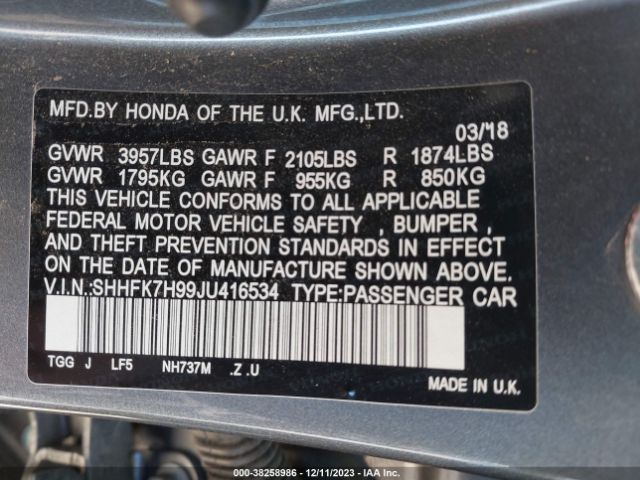 MFD.BY HONDA OF THE U.K. MFG.,LTD.
03/'18
GVWR 3957LBS GAWR F 2105LBS R 1874LBS
GVWR 1795KG GAWR F 955KG R 850KG
THIS VEHICLE CONFORMS TO ALL APPLICABLE
FEDERAL MOTOR VEHICLE SAFETY , BUMPER ,
AND THEFT PREVENTION STANDARDS IN EFFECT
ON THE DATE OF MANUFACTURE SHOWN ABOVE.
V.I.N.:SHHFK7H99JU416534 TYPE:PASSENGER CAR
TGG J LF5 NH737M .Z .U
MADE IN U.K.
000-38258986 - 12/11/2023 - IAA Inc.